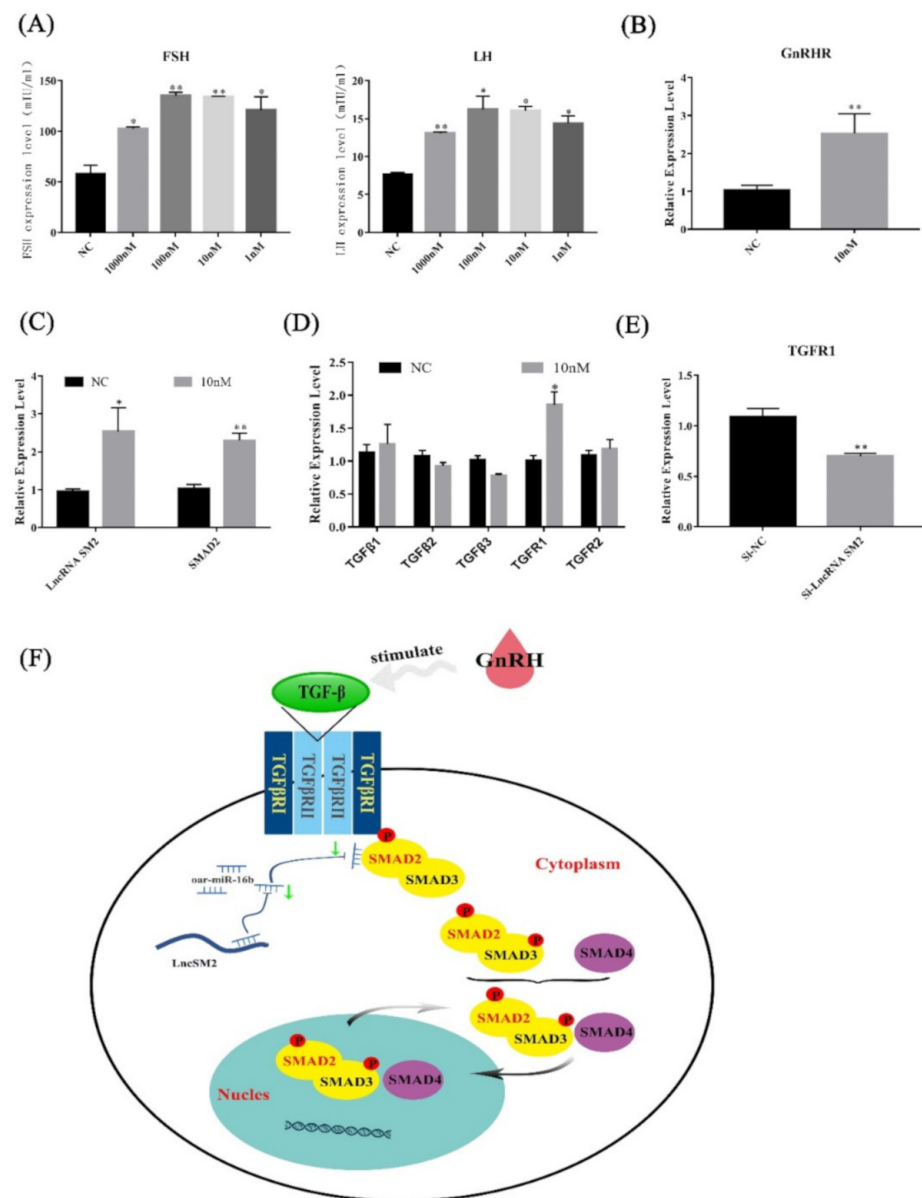 (A)
FSH
FSH expression level (mIU/ml)
150
100
50
0
* ** ** *
NC 1000nM 100nM 10nM 1nM
LH
LH expression level (mIU/ml)
20
15
10
5
0
** * * *
NC 1000nM 100nM 10nM 1nM
(B)
GnRHR
Relative Expression Level
4
3
2
1
0
**
NC 10nM
(C)
NC 10nM
Relative Expression Level
4
3
2
1
0
* **
LncRNA SM2 SMAD2
(D)
NC 10nM
Relative Expression Level
2.5
2.0
1.5
1.0
0.5
0.0
*
TGFβ1 TGFβ2 TGFβ3 TGFR1 TGFR2
(E)
TGFR1
Relative Expression Level
1.5
1.0
0.5
0.0
**
Si-NC Si-LncRNA SM2
(F)
stimulate
GnRH
TGF-β
TGFβRI TGFβRII TGFβRII TGFβRI
P
SMAD2
SMAD3
Cytoplasm
oar-miR-16b
LncSM2
P
SMAD2 P
SMAD3 SMAD4
P
SMAD2 P
SMAD3 SMAD4
P
SMAD2 P
SMAD3 SMAD4
Nucles